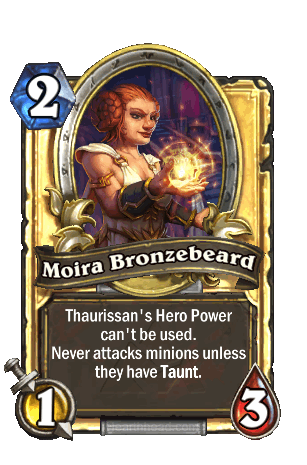 2
Moira Bronzebeard
Thaurissan's Hero Power
can't be used.
Never attacks minions unless
they have Taunt.
1
3